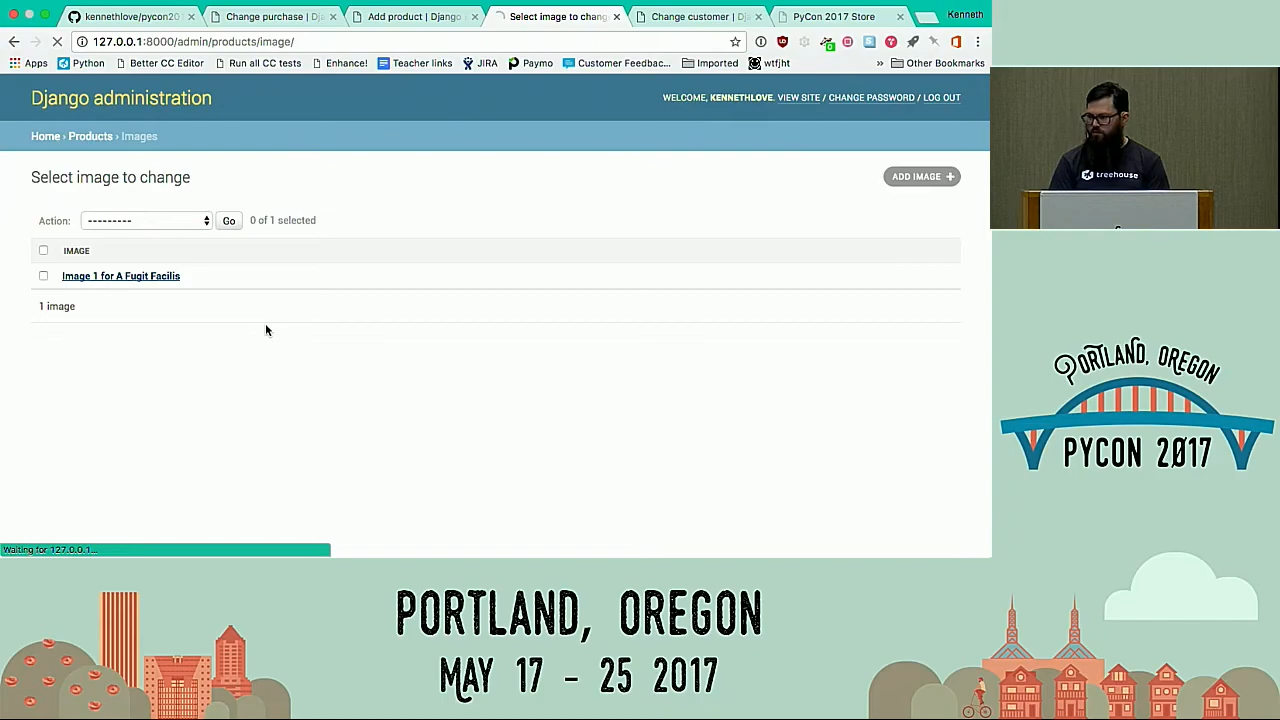 kennethlove/pycon20
Change purchase | Dja
Add product | Django
Select image to chang
Change customer | Dj
PyCon 2017 Store
Kenneth
127.0.0.1:8000/admin/products/image/
Apps
Python
Better CC Editor
Run all CC tests
Enhance!
Teacher links
JIRA
Paymo
Customer Feedbac...
Imported
wtfjht
»
Other Bookmarks
Django administration
WELCOME, KENNETHLOVE. VIEW SITE / CHANGE PASSWORD / LOG OUT
Home › Products › Images
Select image to change
ADD IMAGE +
Action:
---------
Go
0 of 1 selected
IMAGE
Image 1 for A Fugit Facilis
1 image
Waiting for 127.0.0.1...
treehouse
PORTLAND, OREGON
PYCON 2017
PORTLAND, OREGON
MAY 17 - 25 2017